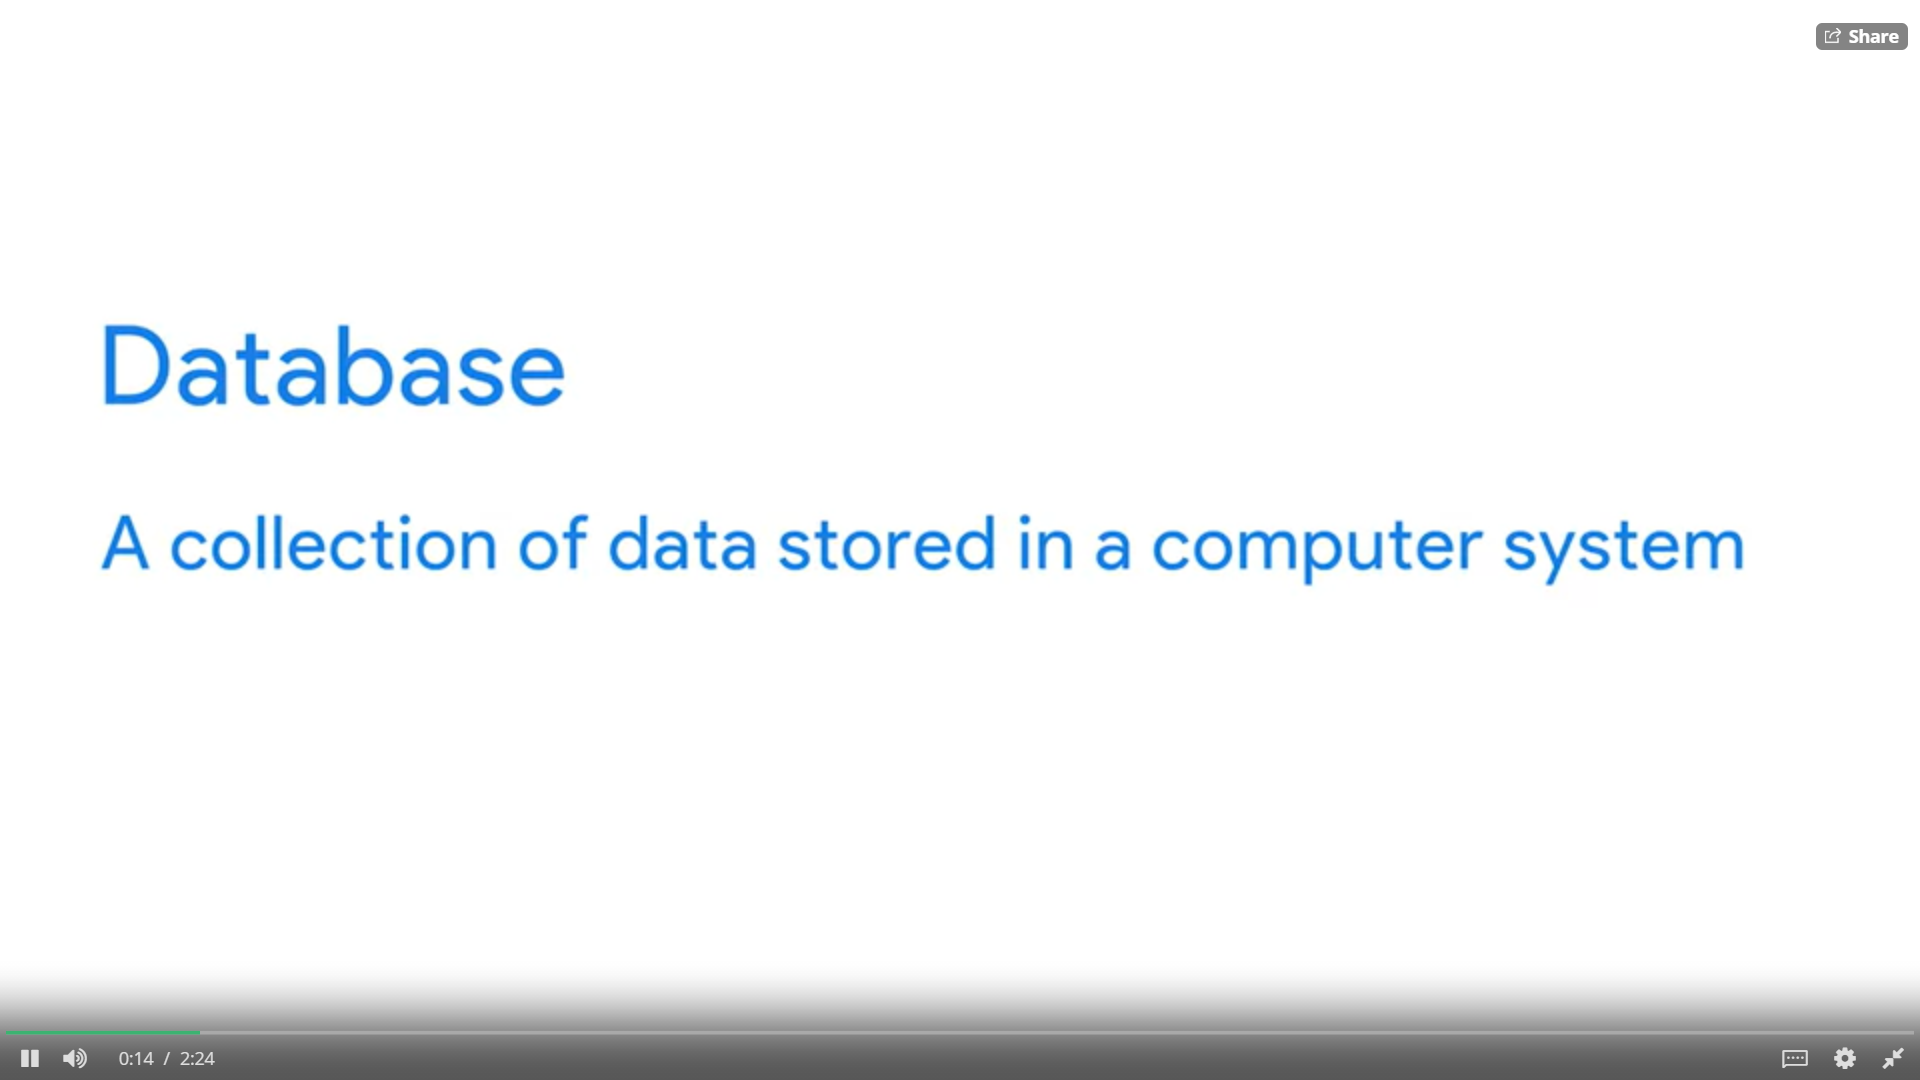 Share
Database
A collection of data stored in a computer system
0:14 / 2:24